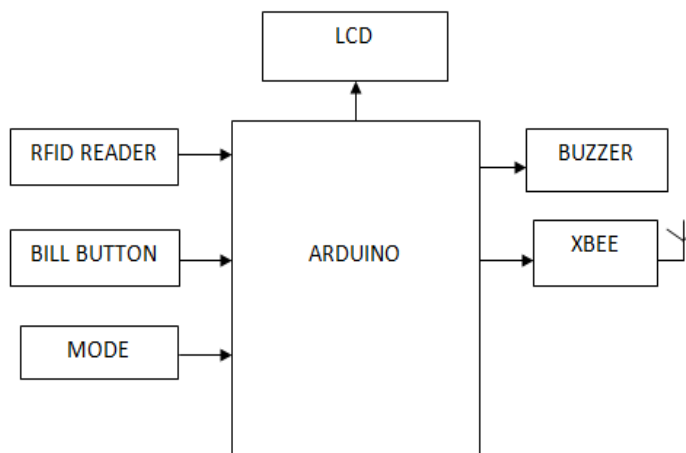 LCD
RFID READER
BUZZER
BILL BUTTON
ARDUINO
XBEE
MODE